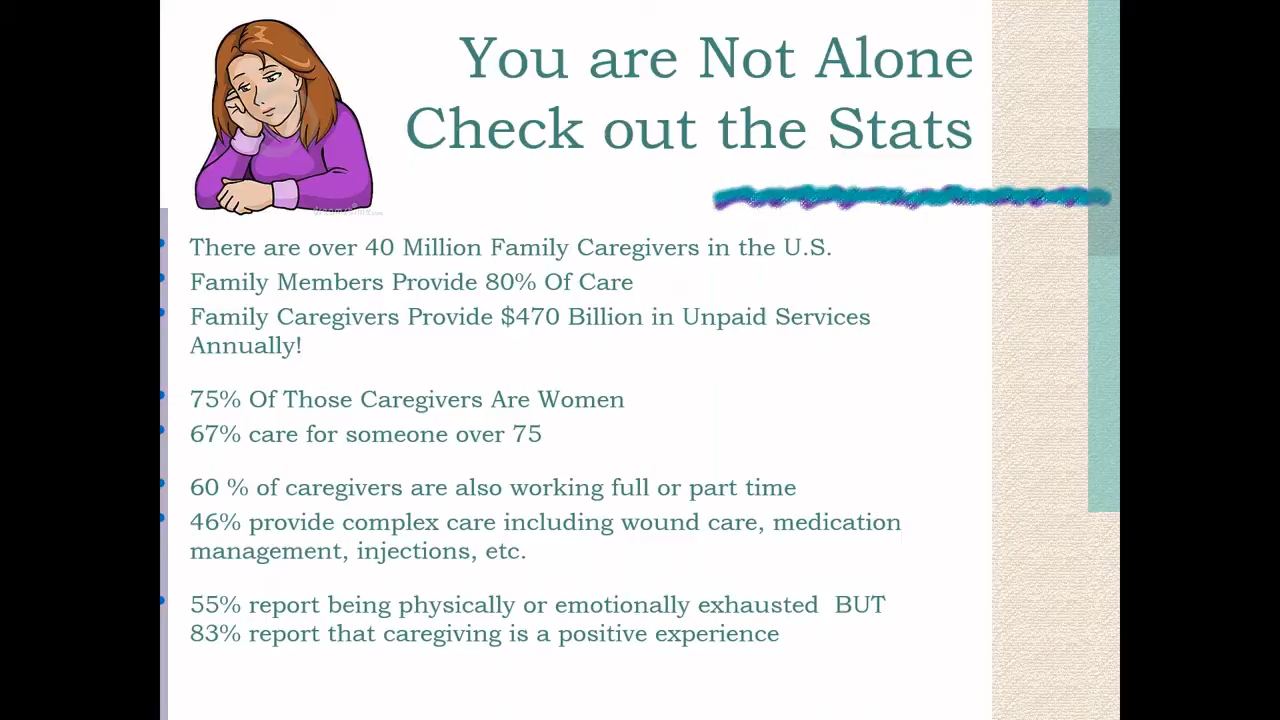 You are Not Alone
Check out the Stats
There are over 40 Million Family Caregivers in the U.S.
Family Members Provide 80% Of Care
Family Caregivers Provide $470 Billion in Unpaid Services
Annually!
75% Of Those Caregivers Are Women
67% care for someone over 75
60 % of caregivers are also working full or part time
46% provide complex care including wound care, medication
management, injections, etc.
55% report being physically or emotionally exhausted  BUT
83% report that caregiving is a positive experience